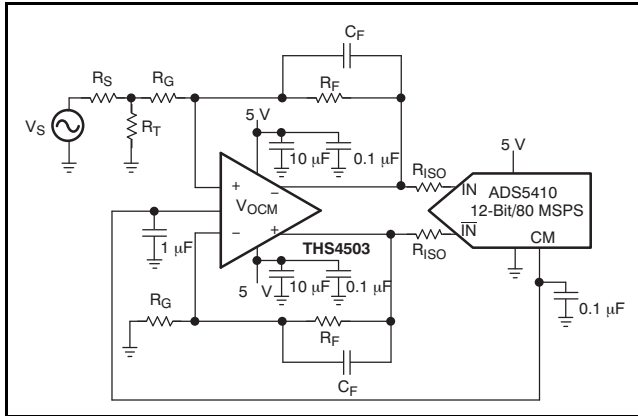 C_F
R_S
R_G
R_F
V_S
R_T
5 V
10 µF
0.1 µF
R_ISO
5 V
IN
ADS5410
12-Bit/80 MSPS
IN̅
CM
+
−
V_OCM
−
+
THS4503
R_ISO
1 µF
10 µF
0.1 µF
5 V
0.1 µF
R_G
R_F
C_F